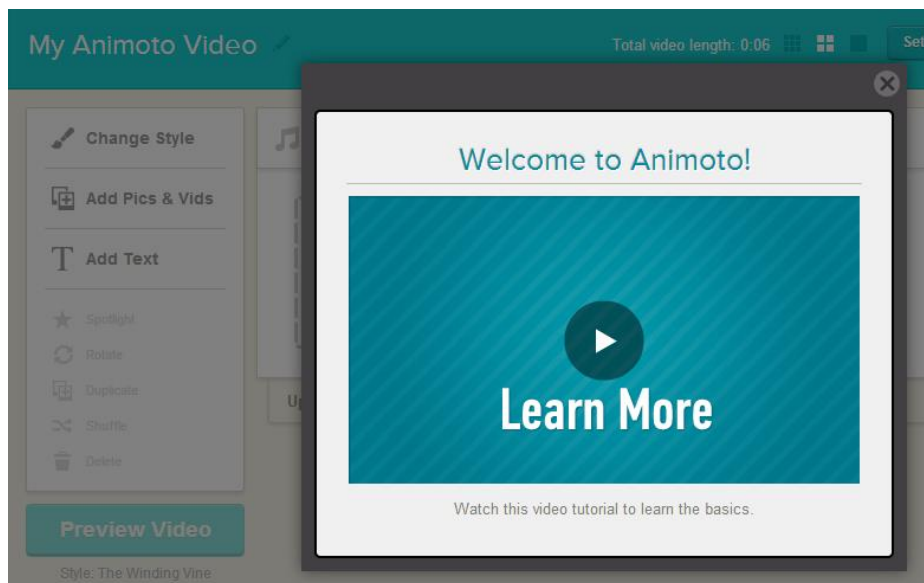 My Animoto Video
Total video length: 0:06
Set
Change Style
Add Pics & Vids
Add Text
Spotlight
Rotate
Duplicate
Shuffle
Delete
Preview Video
Style: The Winding Vine
Up
Welcome to Animoto!
Learn More
Watch this video tutorial to learn the basics.